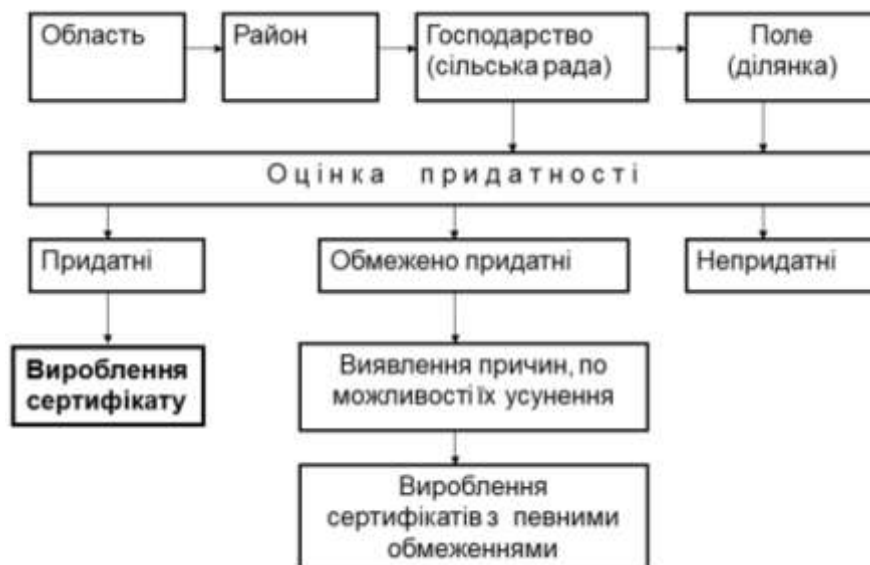 Область
Район
Господарство
(сільська рада)
Поле
(ділянка)
Оцінка придатності
Придатні
Обмежено придатні
Непридатні
Вироблення
сертифікату
Виявлення причин, по
можливості їх усунення
Вироблення
сертифікатів з певними
обмеженнями